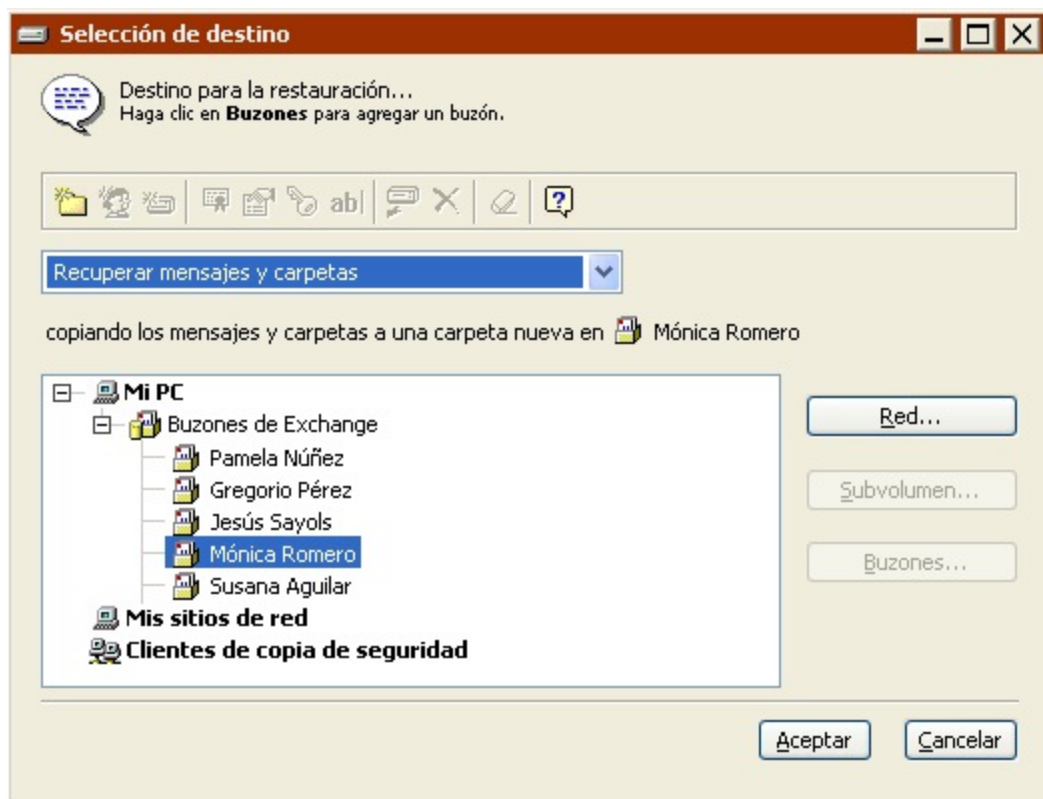 Selección de destino
Destino para la restauración...
Haga clic en Buzones para agregar un buzón.
ab
Recuperar mensajes y carpetas
copiando los mensajes y carpetas a una carpeta nueva en Mónica Romero
Mi PC
Buzones de Exchange
Pamela Núñez
Gregorio Pérez
Jesús Sayols
Mónica Romero
Susana Aguilar
Mis sitios de red
Clientes de copia de seguridad
Red...
Subvolumen...
Buzones...
Aceptar
Cancelar